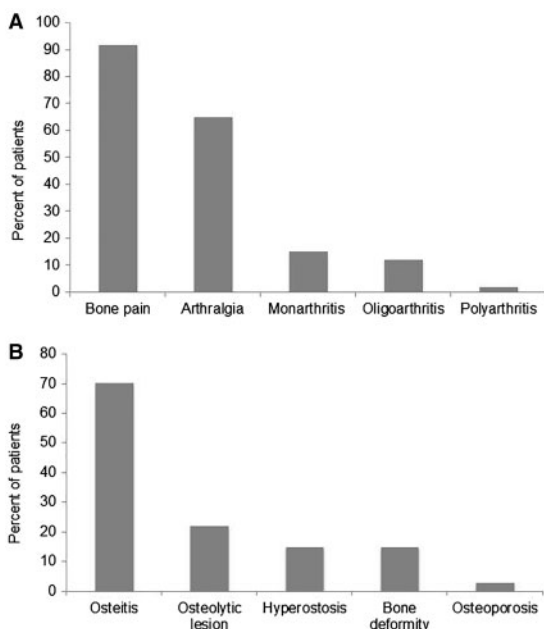 A
100
90
80
70
60
50
40
30
20
10
0
Percent of patients
Bone pain Arthralgia Monarthritis Oligoarthritis Polyarthritis
B
80
70
60
50
40
30
20
10
0
Percent of patients
Osteitis Osteolytic Hyperostosis Bone Osteoporosis
lesion deformity